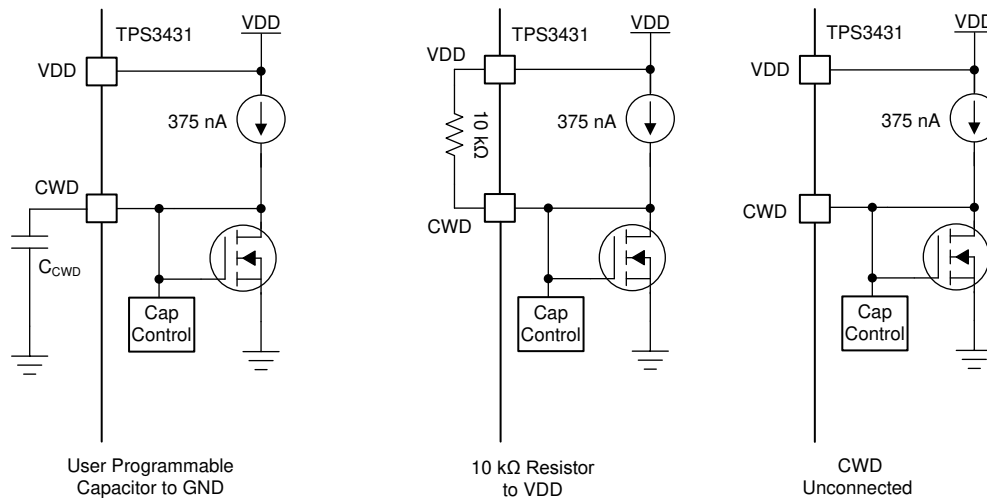 TPS3431
VDD
VDD
375 nA
CWD
C_CWD
Cap
Control
User Programmable
Capacitor to GND
TPS3431
VDD
VDD
10 kΩ
375 nA
CWD
Cap
Control
10 kΩ Resistor
to VDD
TPS3431
VDD
VDD
375 nA
CWD
Cap
Control
CWD
Unconnected